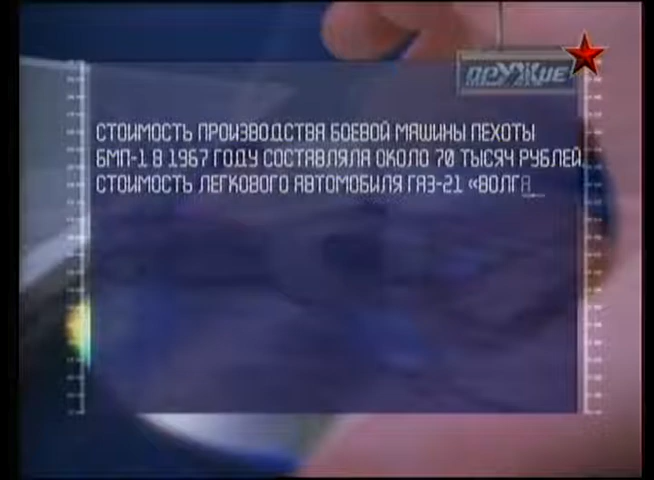 ОРУЖИЕ
СТОИМОСТЬ ПРОИЗВОДСТВА БОЕВОЙ МАШИНЫ ПЕХОТЫ
БМП-1 В 1967 ГОДУ СОСТАВЛЯЛА ОКОЛО 70 ТЫСЯЧ РУБЛЕЙ
СТОИМОСТЬ ЛЕГКОВОГО АВТОМОБИЛЯ ГАЗ-21 «ВОЛГА_